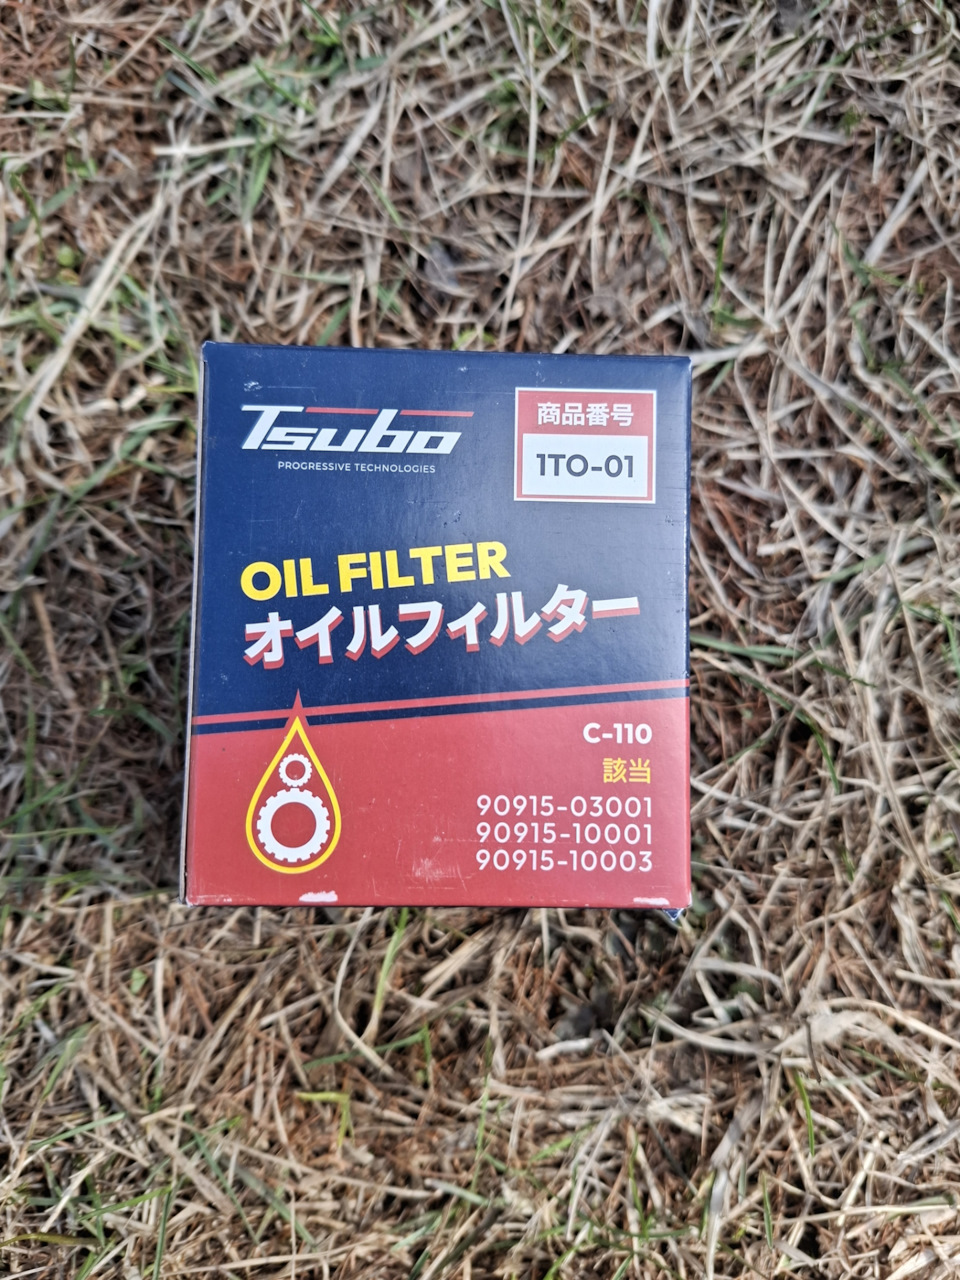 Tsubo
PROGRESSIVE TECHNOLOGIES
商品番号
1TO-01
OIL FILTER
オイルフィルター
C-110
該当
90915-03001
90915-10001
90915-10003